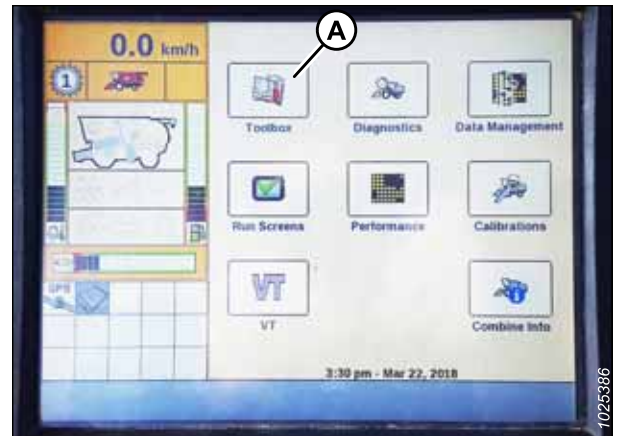 A
0.0 km/h
1
Toolbox
Diagnostics
Data Management
Run Screens
Performance
Calibrations
GPS
VT
VT
Combine Info
3:30 pm - Mar 22, 2018
1025386